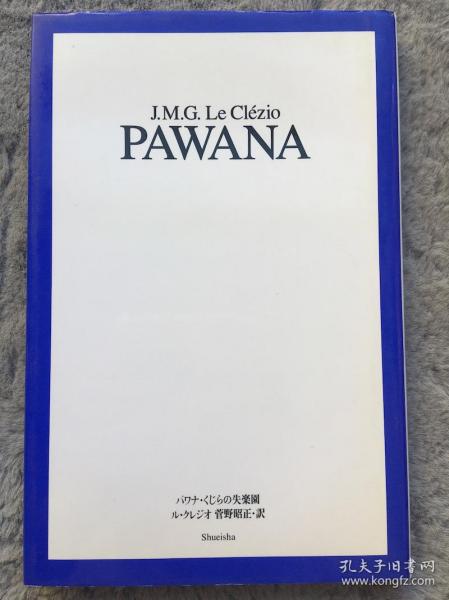 J.M.G. Le Clézio
PAWANA
パワナ・くじらの失楽園
ル・クレジオ 菅野昭正・訳
Shueisha
孔夫子旧书网
www.kongfz.com